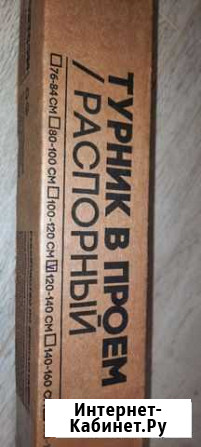 ТУРНИК В ПРОЕМ
/ РАСПОРНЫЙ
76-84 СМ 80-100 СМ 100-120 СМ 120-140 СМ 140-160 С
Интернет-
Кабинет.Ру